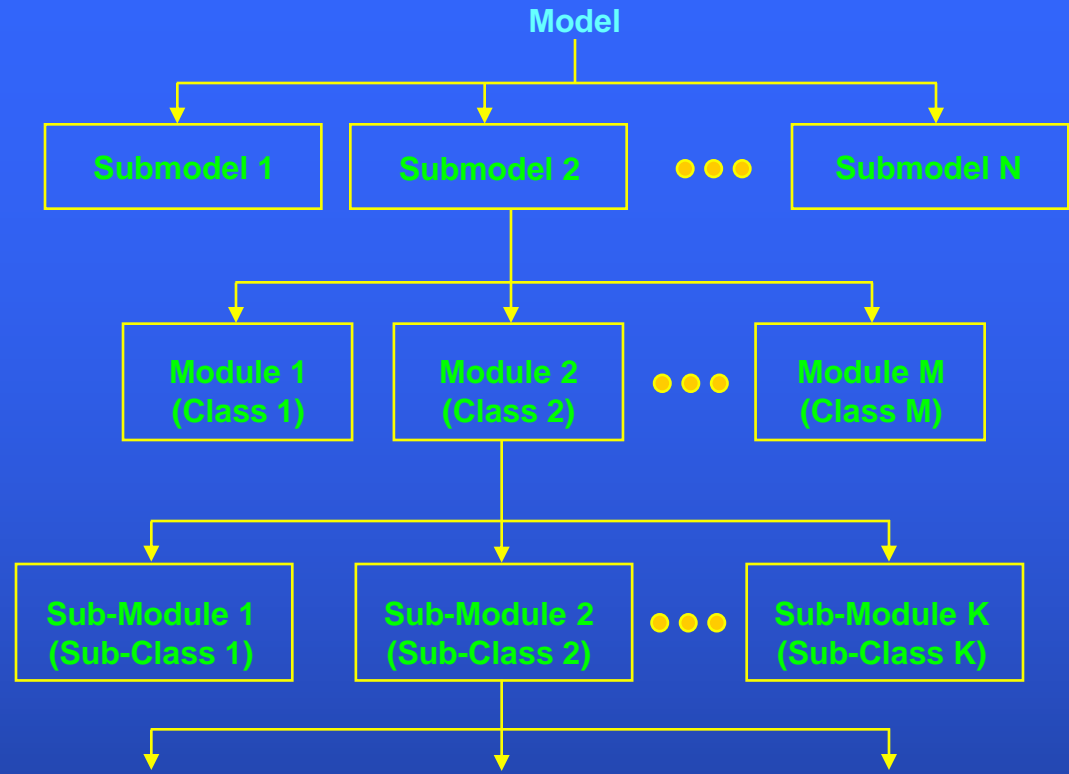 Model
Submodel 1
Submodel 2
Submodel N
Module 1
(Class 1)
Module 2
(Class 2)
Module M
(Class M)
Sub-Module 1
(Sub-Class 1)
Sub-Module 2
(Sub-Class 2)
Sub-Module K
(Sub-Class K)